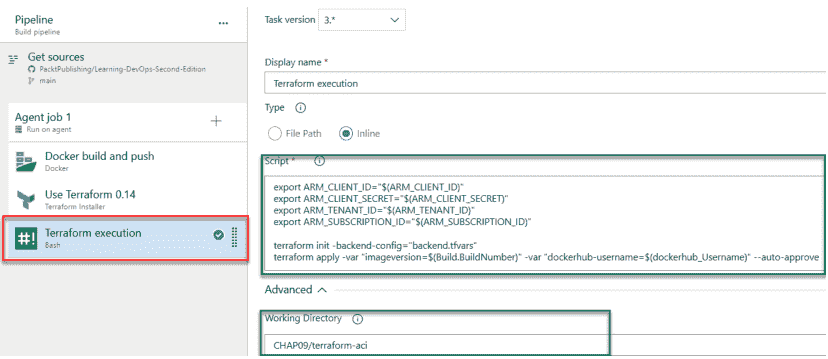 Pipeline
...
Build pipeline
Get sources
PacktPublishing/Learning-DevOps-Second-Edition
main
Agent job 1
Run on agent
+
Docker build and push
Docker
Use Terraform 0.14
Terraform Installer
#!
Terraform execution
Bash
Task version 3.*
Display name *
Terraform execution
Type
File Path Inline
Script *
export ARM_CLIENT_ID="$(ARM_CLIENT_ID)"
export ARM_CLIENT_SECRET="$(ARM_CLIENT_SECRET)"
export ARM_TENANT_ID="$(ARM_TENANT_ID)"
export ARM_SUBSCRIPTION_ID="$(ARM_SUBSCRIPTION_ID)"
terraform init -backend-config="backend.tfvars"
terraform apply -var "imageversion=$(Build.BuildNumber)" -var "dockerhub-username=$(dockerhub_Username)" --auto-approve
Advanced
Working Directory
CHAP09/terraform-aci